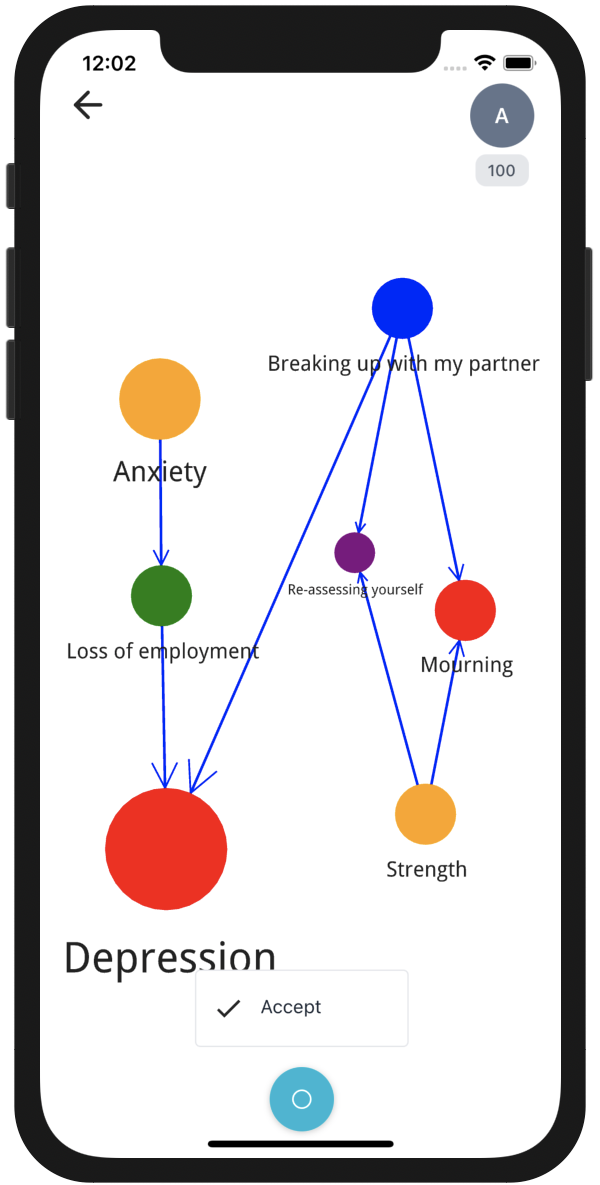 12:02
A
100
Breaking up with my partner
Anxiety
Re-assessing yourself
Loss of employment
Mourning
Strength
Depression
Accept